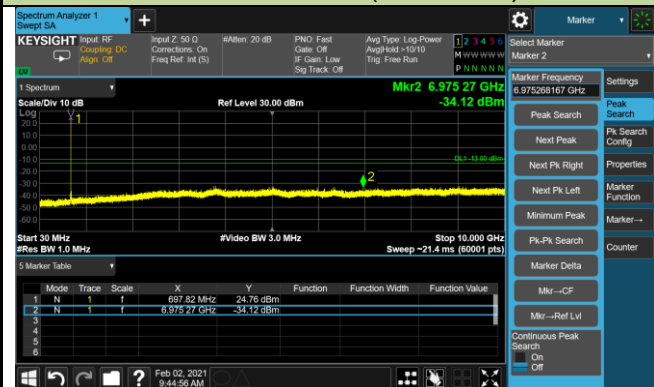 Spectrum Analyzer 1
Swept SA
Marker
KEYSIGHT Input: RF Input Z: 50 Ω #Atten: 20 dB PNO: Fast Avg Type: Log-Power 1 2 3 4 5 6
Coupling: DC Corrections: On Gate: Off Avg|Hold:>10/10 M W W W W W
Align: Off Freq Ref: Int (S) IF Gain: Low Trig: Free Run
Sig Track: Off P N N N N N
Select Marker
Marker 2
1 Spectrum
Mkr2 6.975 27 GHz
Scale/Div 10 dB Ref Level 30.00 dBm -34.12 dBm
Log
20.0
10.0
0.00
-10.0
-20.0
-30.0
-40.0
-50.0
-60.0
1
DL1 -13.00 dBm
2
Start 30 MHz #Video BW 3.0 MHz Stop 10.000 GHz
#Res BW 1.0 MHz Sweep ~21.4 ms (60001 pts)
5 Marker Table
Mode Trace Scale X Y Function Function Width Function Value
1 N 1 f 697.82 MHz 24.76 dBm
2 N 1 f 6.975 27 GHz -34.12 dBm
3
4
5
6
Feb 02, 2021
9:44:56 AM
Marker Frequency
6.975268167 GHz
Peak Search
Next Peak
Next Pk Right
Next Pk Left
Minimum Peak
Pk-Pk Search
Marker Delta
Mkr→CF
Mkr→Ref Lvl
Continuous Peak
Search
On
Off
Settings
Peak
Search
Pk Search
Config
Properties
Marker
Function
Marker→
Counter